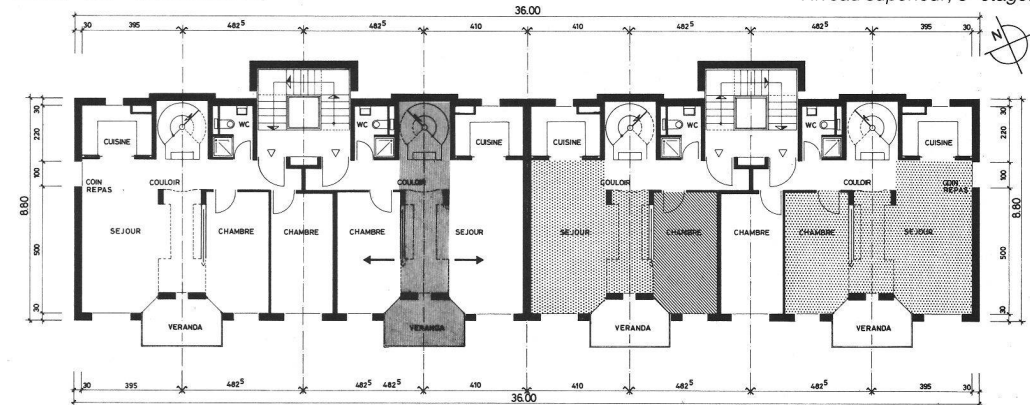 Niveau supérieur, 3e étage.
36.00
30 395 482⁵ 482⁵ 410 410 482⁵ 482⁵ 395 30
N
30 220 100 500 30
8.80
30 220 100 500 30
8.80
WC WC WC WC
CUISINE CUISINE CUISINE CUISINE
COIN REPAS COULOIR COULOIR COULOIR COULOIR COIN REPAS
SEJOUR CHAMBRE CHAMBRE CHAMBRE SEJOUR SEJOUR CHAMBRE CHAMBRE CHAMBRE SEJOUR
VERANDA VERANDA VERANDA VERANDA
30 395 482⁵ 482⁵ 482⁵ 410 410 482⁵ 482⁵ 395 30
36.00